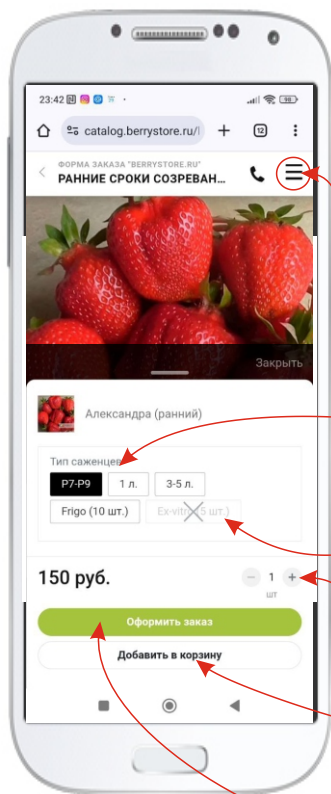 23:42
98
catalog.berrystore.ru/
12
ФОРМА ЗАКАЗА "BERRYSTORE.RU"
РАННИЕ СРОКИ СОЗРЕВАН...
Закрыть
Александра (ранний)
Тип саженцев
P7-P9 1 л. 3-5 л.
Frigo (10 шт.) Ex-vitro (5 шт.)
150 руб. − 1 +
шт
Оформить заказ
Добавить в корзину